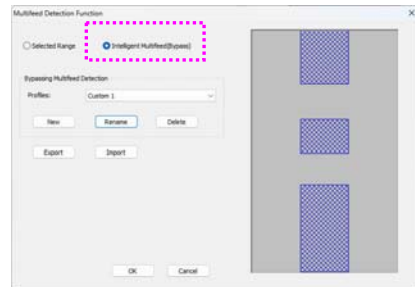 Multifeed Detection Function
Selected Range
Intelligent Multifeed(Bypass)
Bypassing Multifeed Detection
Profiles:
Custom 1
New
Rename
Delete
Export
Import
OK
Cancel